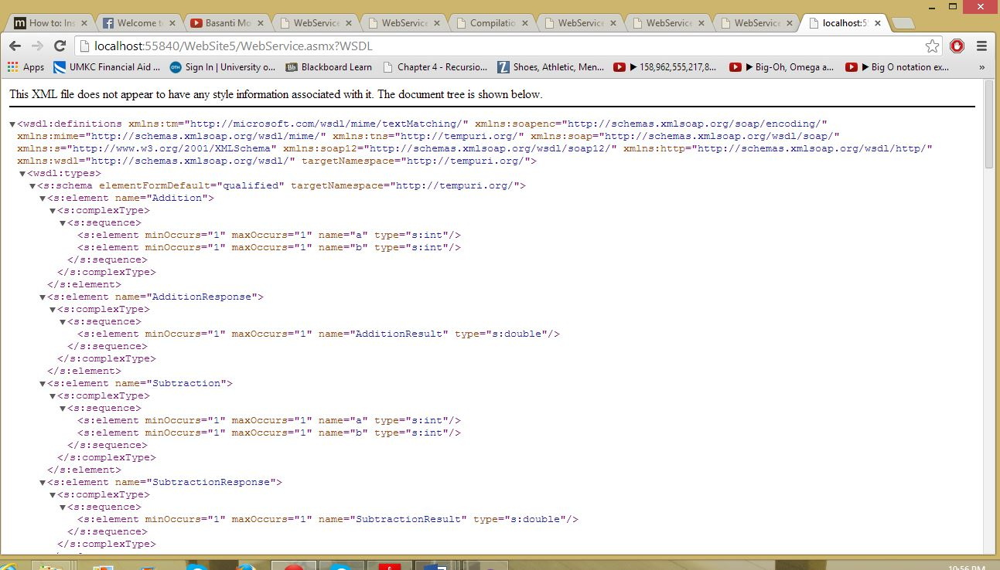 How to: Ins
Welcome t
Basanti Mo
WebService
WebService
Compilatio
WebService
WebService
WebService
localhost:5
localhost:55840/WebSite5/WebService.asmx?WSDL
Apps
UMKC Financial Aid ...
OTH
Sign In | University o...
Bb
Blackboard Learn
Chapter 4 - Recursio...
Z
Shoes, Athletic, Men...
▶ 158,962,555,217,8...
▶ Big-Oh, Omega a...
▶ Big O notation ex...
»
This XML file does not appear to have any style information associated with it. The document tree is shown below.
▼<wsdl:definitions xmlns:tm="http://microsoft.com/wsdl/mime/textMatching/" xmlns:soapenc="http://schemas.xmlsoap.org/soap/encoding/"
xmlns:mime="http://schemas.xmlsoap.org/wsdl/mime/" xmlns:tns="http://tempuri.org/" xmlns:soap="http://schemas.xmlsoap.org/wsdl/soap/"
xmlns:s="http://www.w3.org/2001/XMLSchema" xmlns:soap12="http://schemas.xmlsoap.org/wsdl/soap12/" xmlns:http="http://schemas.xmlsoap.org/wsdl/http/"
xmlns:wsdl="http://schemas.xmlsoap.org/wsdl/" targetNamespace="http://tempuri.org/">
▼<wsdl:types>
▼<s:schema elementFormDefault="qualified" targetNamespace="http://tempuri.org/">
▼<s:element name="Addition">
▼<s:complexType>
▼<s:sequence>
<s:element minOccurs="1" maxOccurs="1" name="a" type="s:int"/>
<s:element minOccurs="1" maxOccurs="1" name="b" type="s:int"/>
</s:sequence>
</s:complexType>
</s:element>
▼<s:element name="AdditionResponse">
▼<s:complexType>
▼<s:sequence>
<s:element minOccurs="1" maxOccurs="1" name="AdditionResult" type="s:double"/>
</s:sequence>
</s:complexType>
</s:element>
▼<s:element name="Subtraction">
▼<s:complexType>
▼<s:sequence>
<s:element minOccurs="1" maxOccurs="1" name="a" type="s:int"/>
<s:element minOccurs="1" maxOccurs="1" name="b" type="s:int"/>
</s:sequence>
</s:complexType>
</s:element>
▼<s:element name="SubtractionResponse">
▼<s:complexType>
▼<s:sequence>
<s:element minOccurs="1" maxOccurs="1" name="SubtractionResult" type="s:double"/>
</s:sequence>
</s:complexType>
10:56 PM